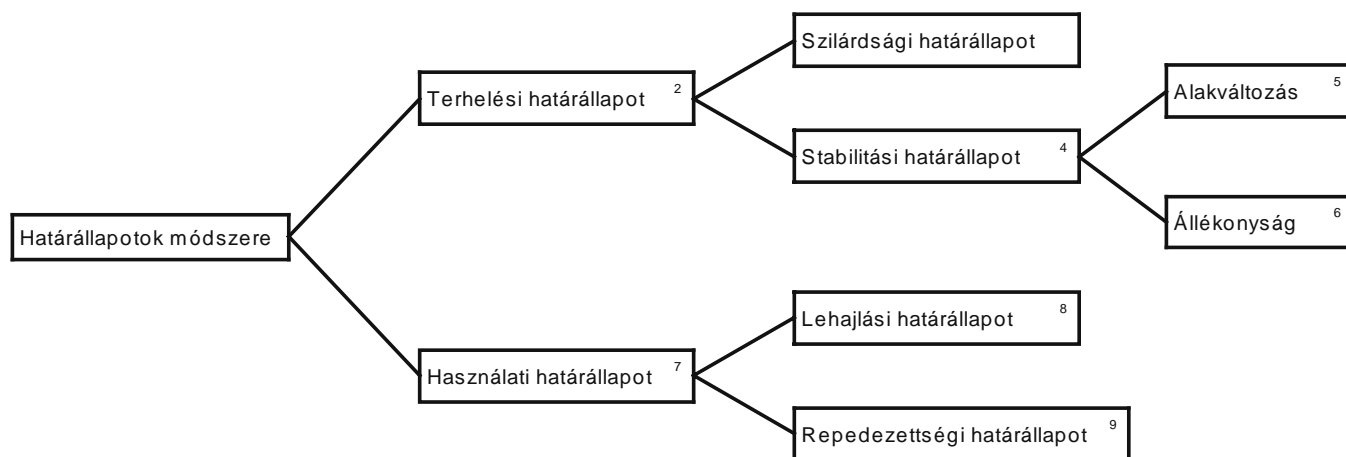 Szilárdsági határállapot
Terhelési határállapot 2
Alakváltozás 5
Stabilitási határállapot 4
Állékonyság 6
Határállapotok módszere
Lehajlási határállapot 8
Használati határállapot 7
Repedezettségi határállapot 9